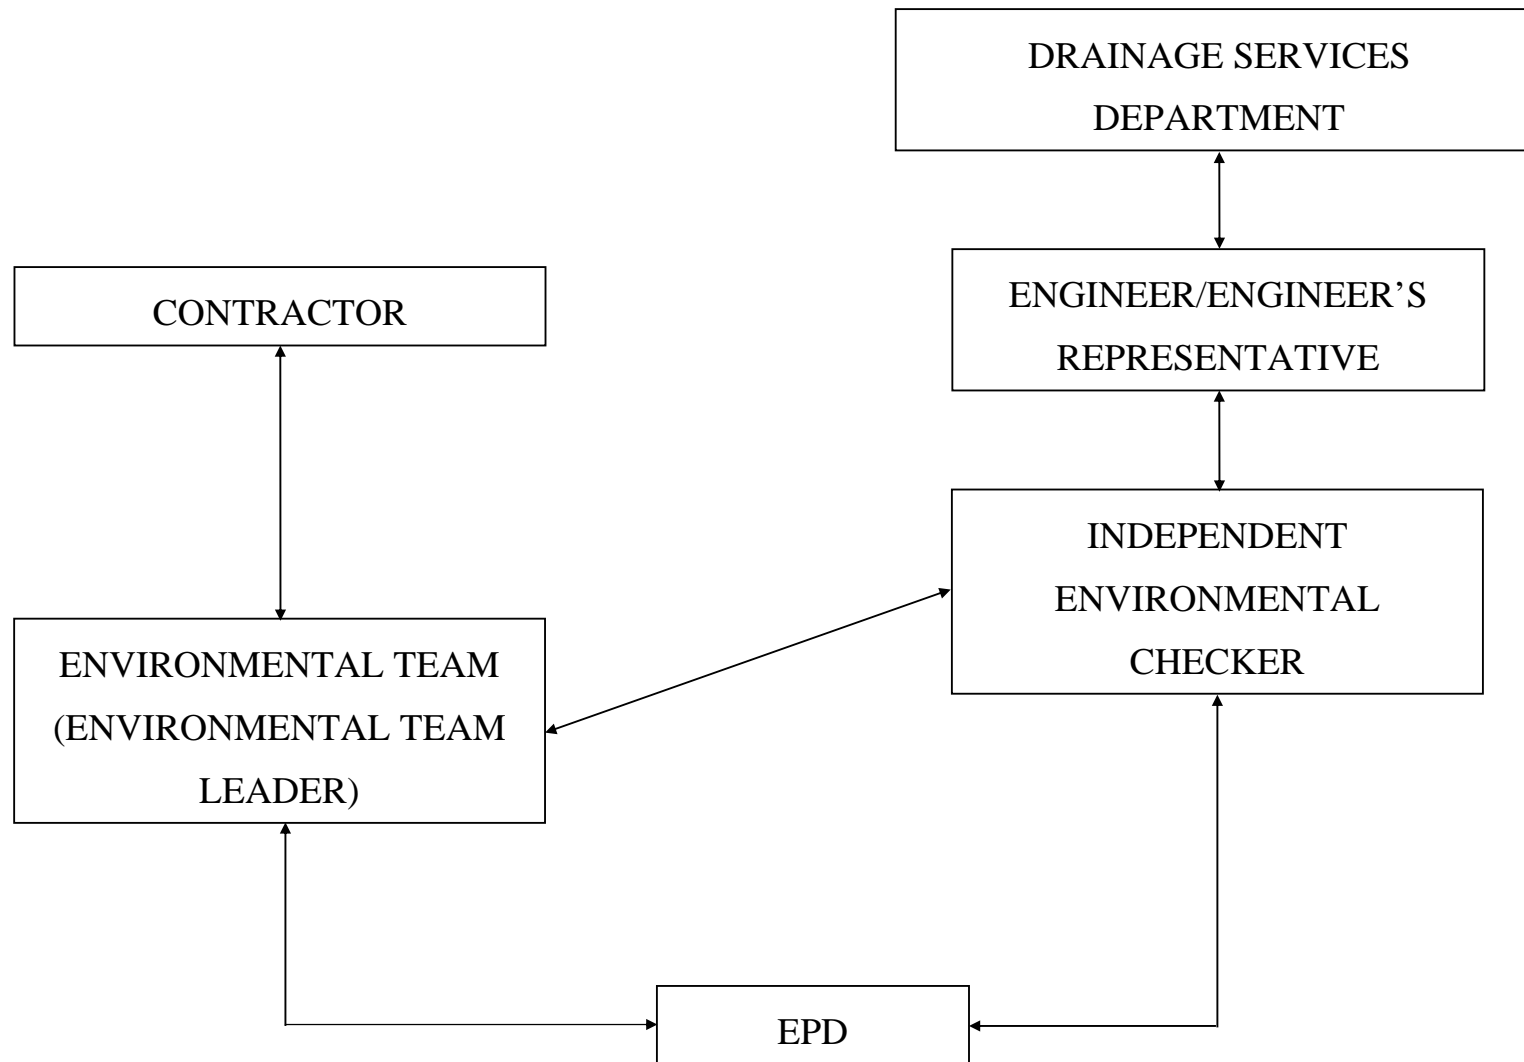 DRAINAGE SERVICES
DEPARTMENT
CONTRACTOR
ENGINEER/ENGINEER’S
REPRESENTATIVE
INDEPENDENT
ENVIRONMENTAL
CHECKER
ENVIRONMENTAL TEAM
(ENVIRONMENTAL TEAM
LEADER)
EPD